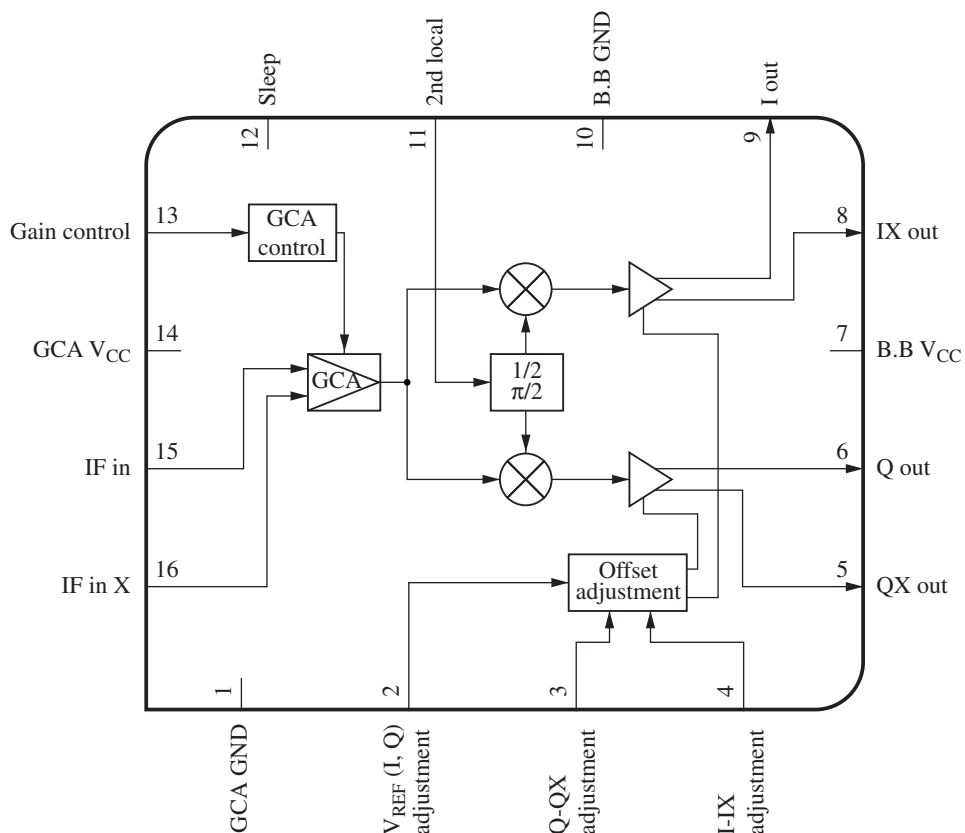 Sleep
2nd local
B.B GND
I out
12
11
10
9
Gain control
13
GCA
control
8
IX out
GCA VCC
14
7
B.B VCC
GCA
1/2
π/2
IF in
15
6
Q out
IF in X
16
Offset
adjustment
5
QX out
1
2
3
4
GCA GND
VREF (I, Q)
adjustment
Q-QX
adjustment
I-IX
adjustment